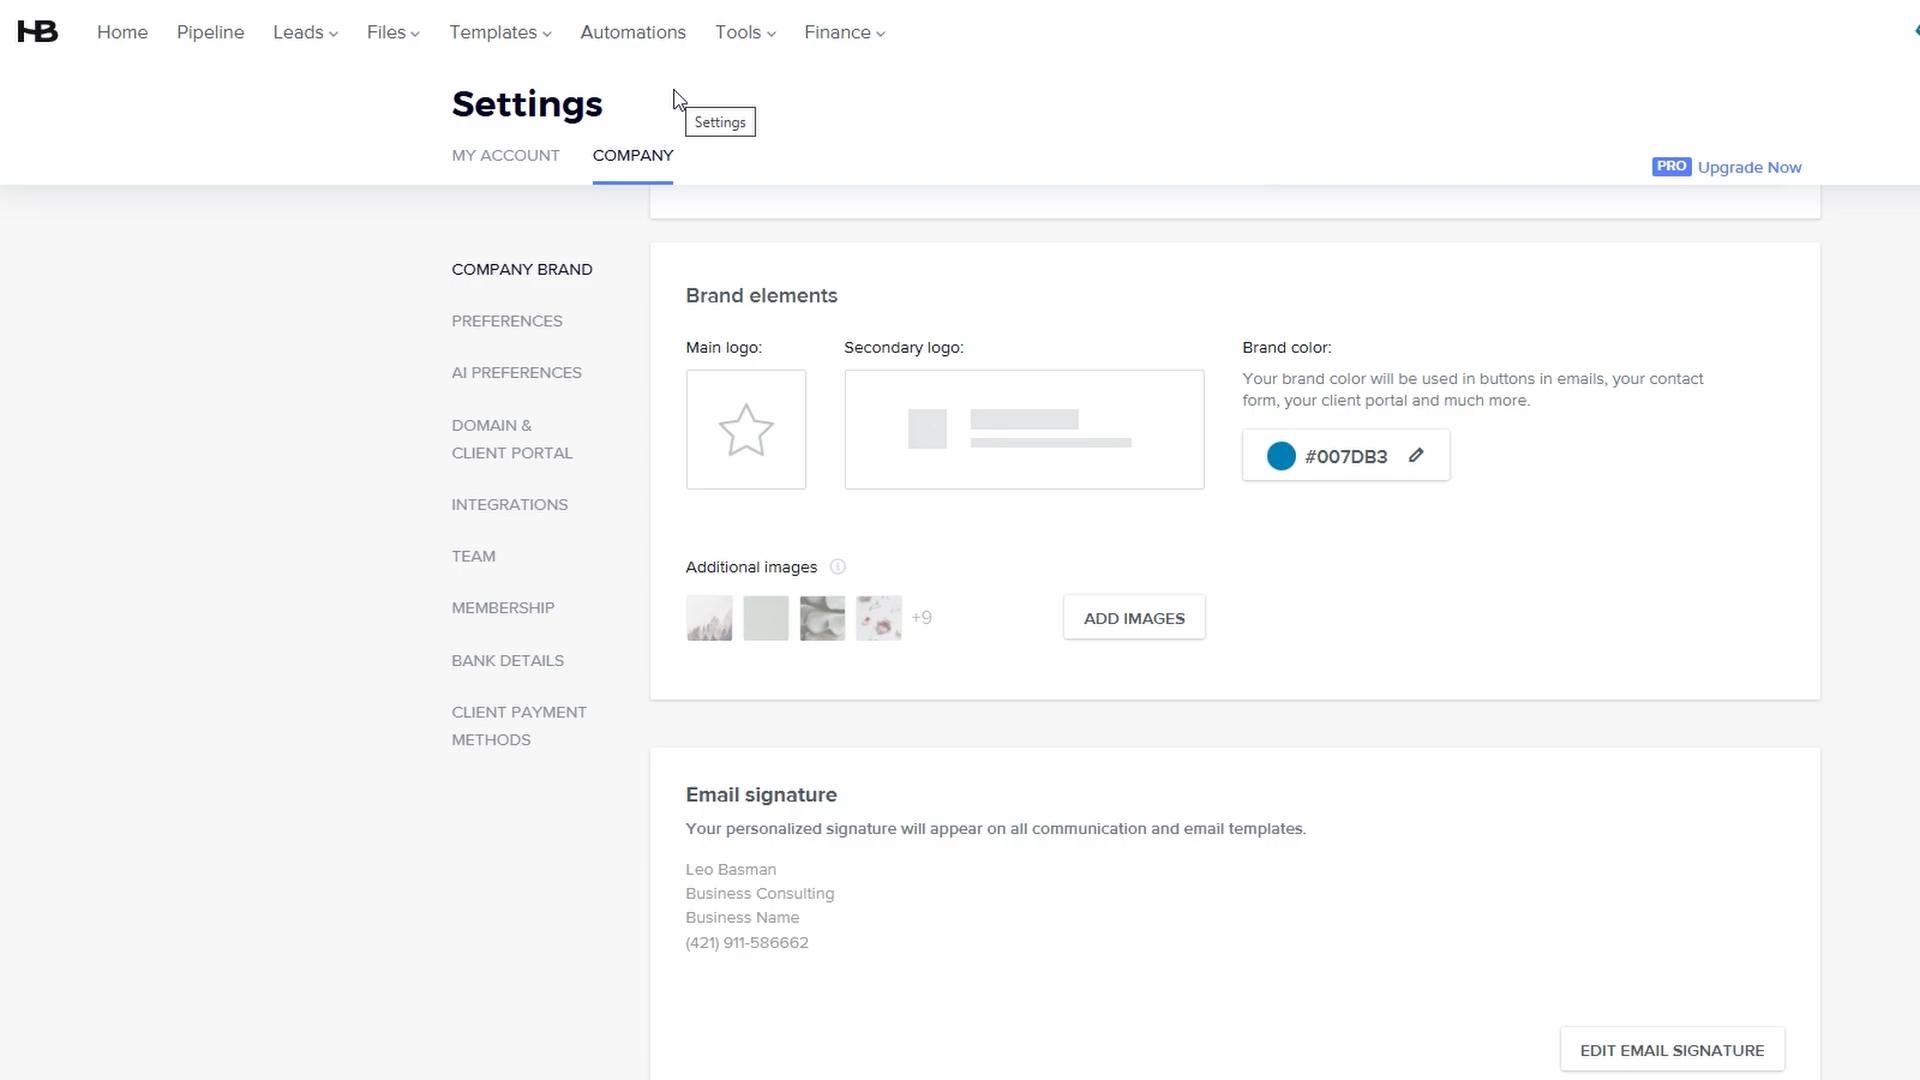 HB Home Pipeline Leads Files Templates Automations Tools Finance
Settings
Settings
MY ACCOUNT COMPANY
PRO Upgrade Now
COMPANY BRAND
PREFERENCES
AI PREFERENCES
DOMAIN &
CLIENT PORTAL
INTEGRATIONS
TEAM
MEMBERSHIP
BANK DETAILS
CLIENT PAYMENT
METHODS
Brand elements
Main logo:
Secondary logo:
Brand color:
Your brand color will be used in buttons in emails, your contact
form, your client portal and much more.
#007DB3
Additional images
+9
ADD IMAGES
Email signature
Your personalized signature will appear on all communication and email templates.
Leo Basman
Business Consulting
Business Name
(421) 911-586662
EDIT EMAIL SIGNATURE